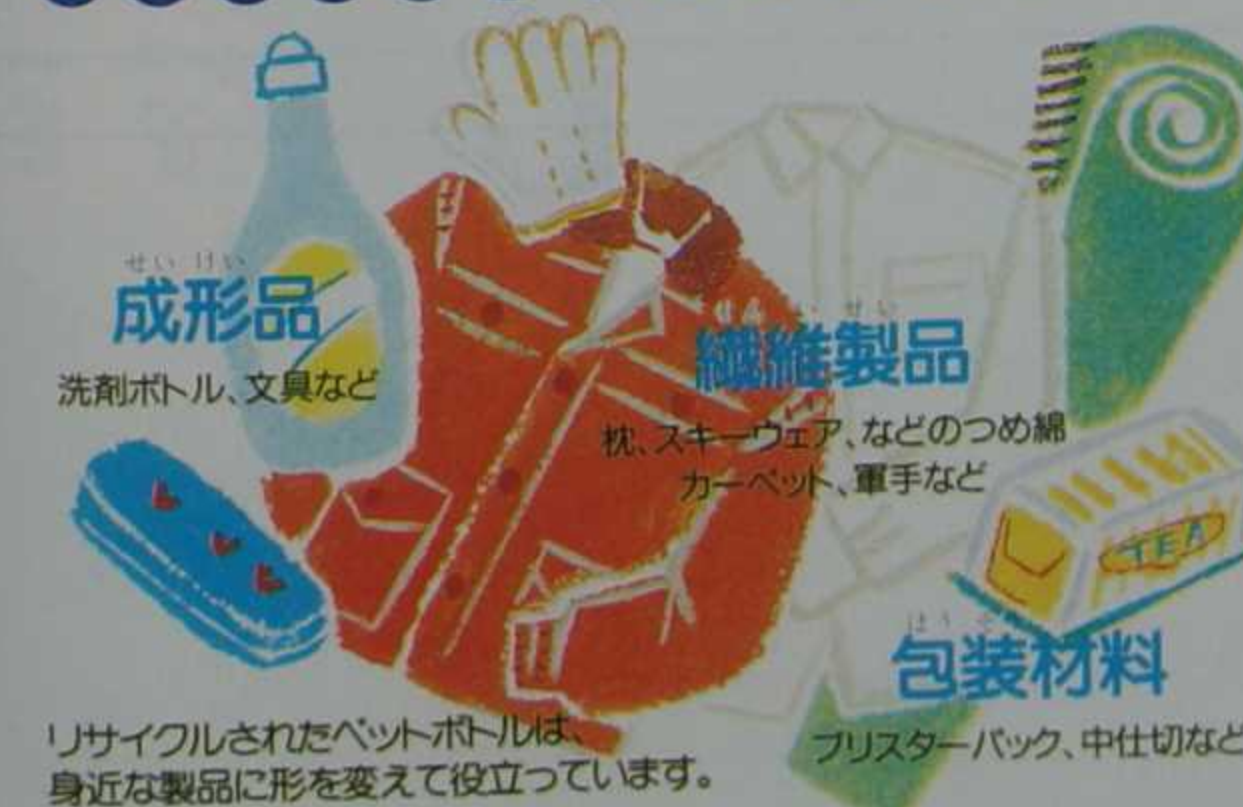 せいけい
成形品
洗剤ボトル、文具など
せんいせい
繊維製品
枕、スキーウェア、などのつめ綿
カーペット、軍手など
TEA
包装材料
ブリスターパック、中仕切など
リサイクルされたペットボトルは、
身近な製品に形を変えて役立っています。